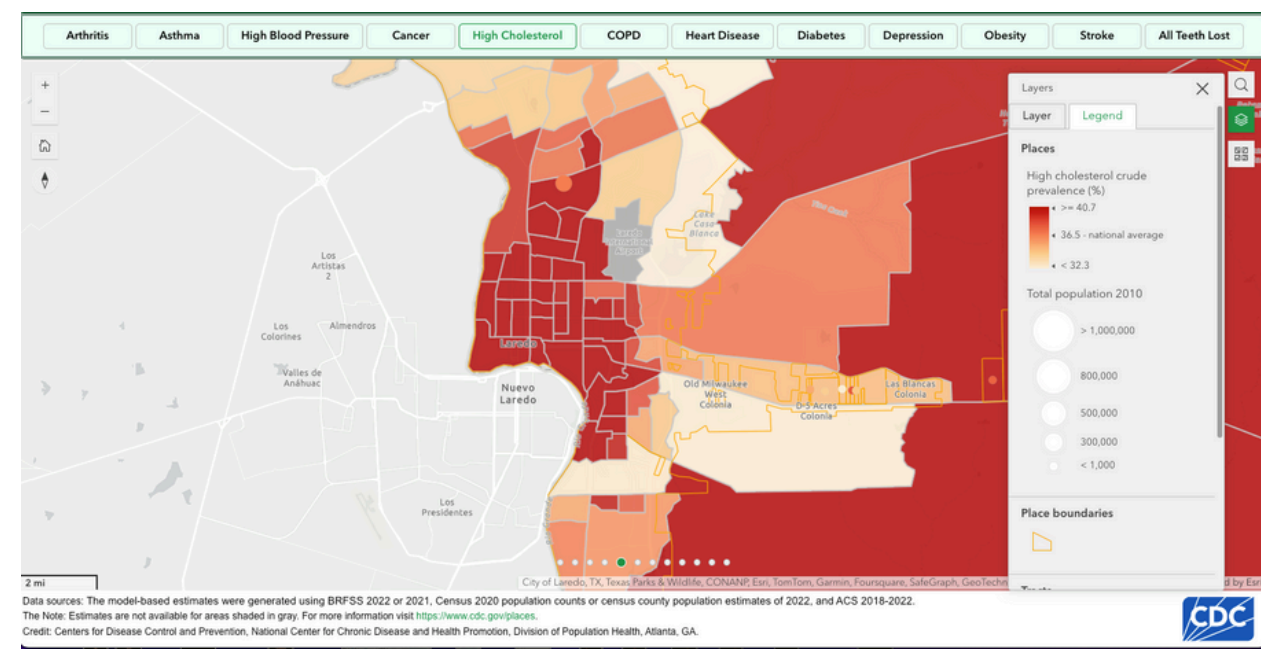 Arthritis
Asthma
High Blood Pressure
Cancer
High Cholesterol
COPD
Heart Disease
Diabetes
Depression
Obesity
Stroke
All Teeth Lost
Layers
Layer
Legend
Places
High cholesterol crude
prevalence (%)
>= 40.7
36.5 - national average
< 32.3
Total population 2010
> 1,000,000
800,000
500,000
300,000
< 1,000
Place boundaries
Lake
Casa
Blanca
Laredo
International
Airport
Los
Artistas
2
Los
Colorines
Almendros
Valles de
Anáhuac
Laredo
Nuevo
Laredo
Old Milwaukee
West
Colonia
D-5 Acres
Colonia
Las Blancas
Colonia
Los
Presidentes
2 mi
City of Laredo, TX, Texas Parks & Wildlife, CONANP, Esri, TomTom, Garmin, Foursquare, SafeGraph, GeoTechn
d by Esri
Data sources: The model-based estimates were generated using BRFSS 2022 or 2021, Census 2020 population counts or census county population estimates of 2022, and ACS 2018-2022.
The Note: Estimates are not available for areas shaded in gray. For more information visit https://www.cdc.gov/places.
Credit: Centers for Disease Control and Prevention, National Center for Chronic Disease and Health Promotion, Division of Population Health, Atlanta, GA.
CDC